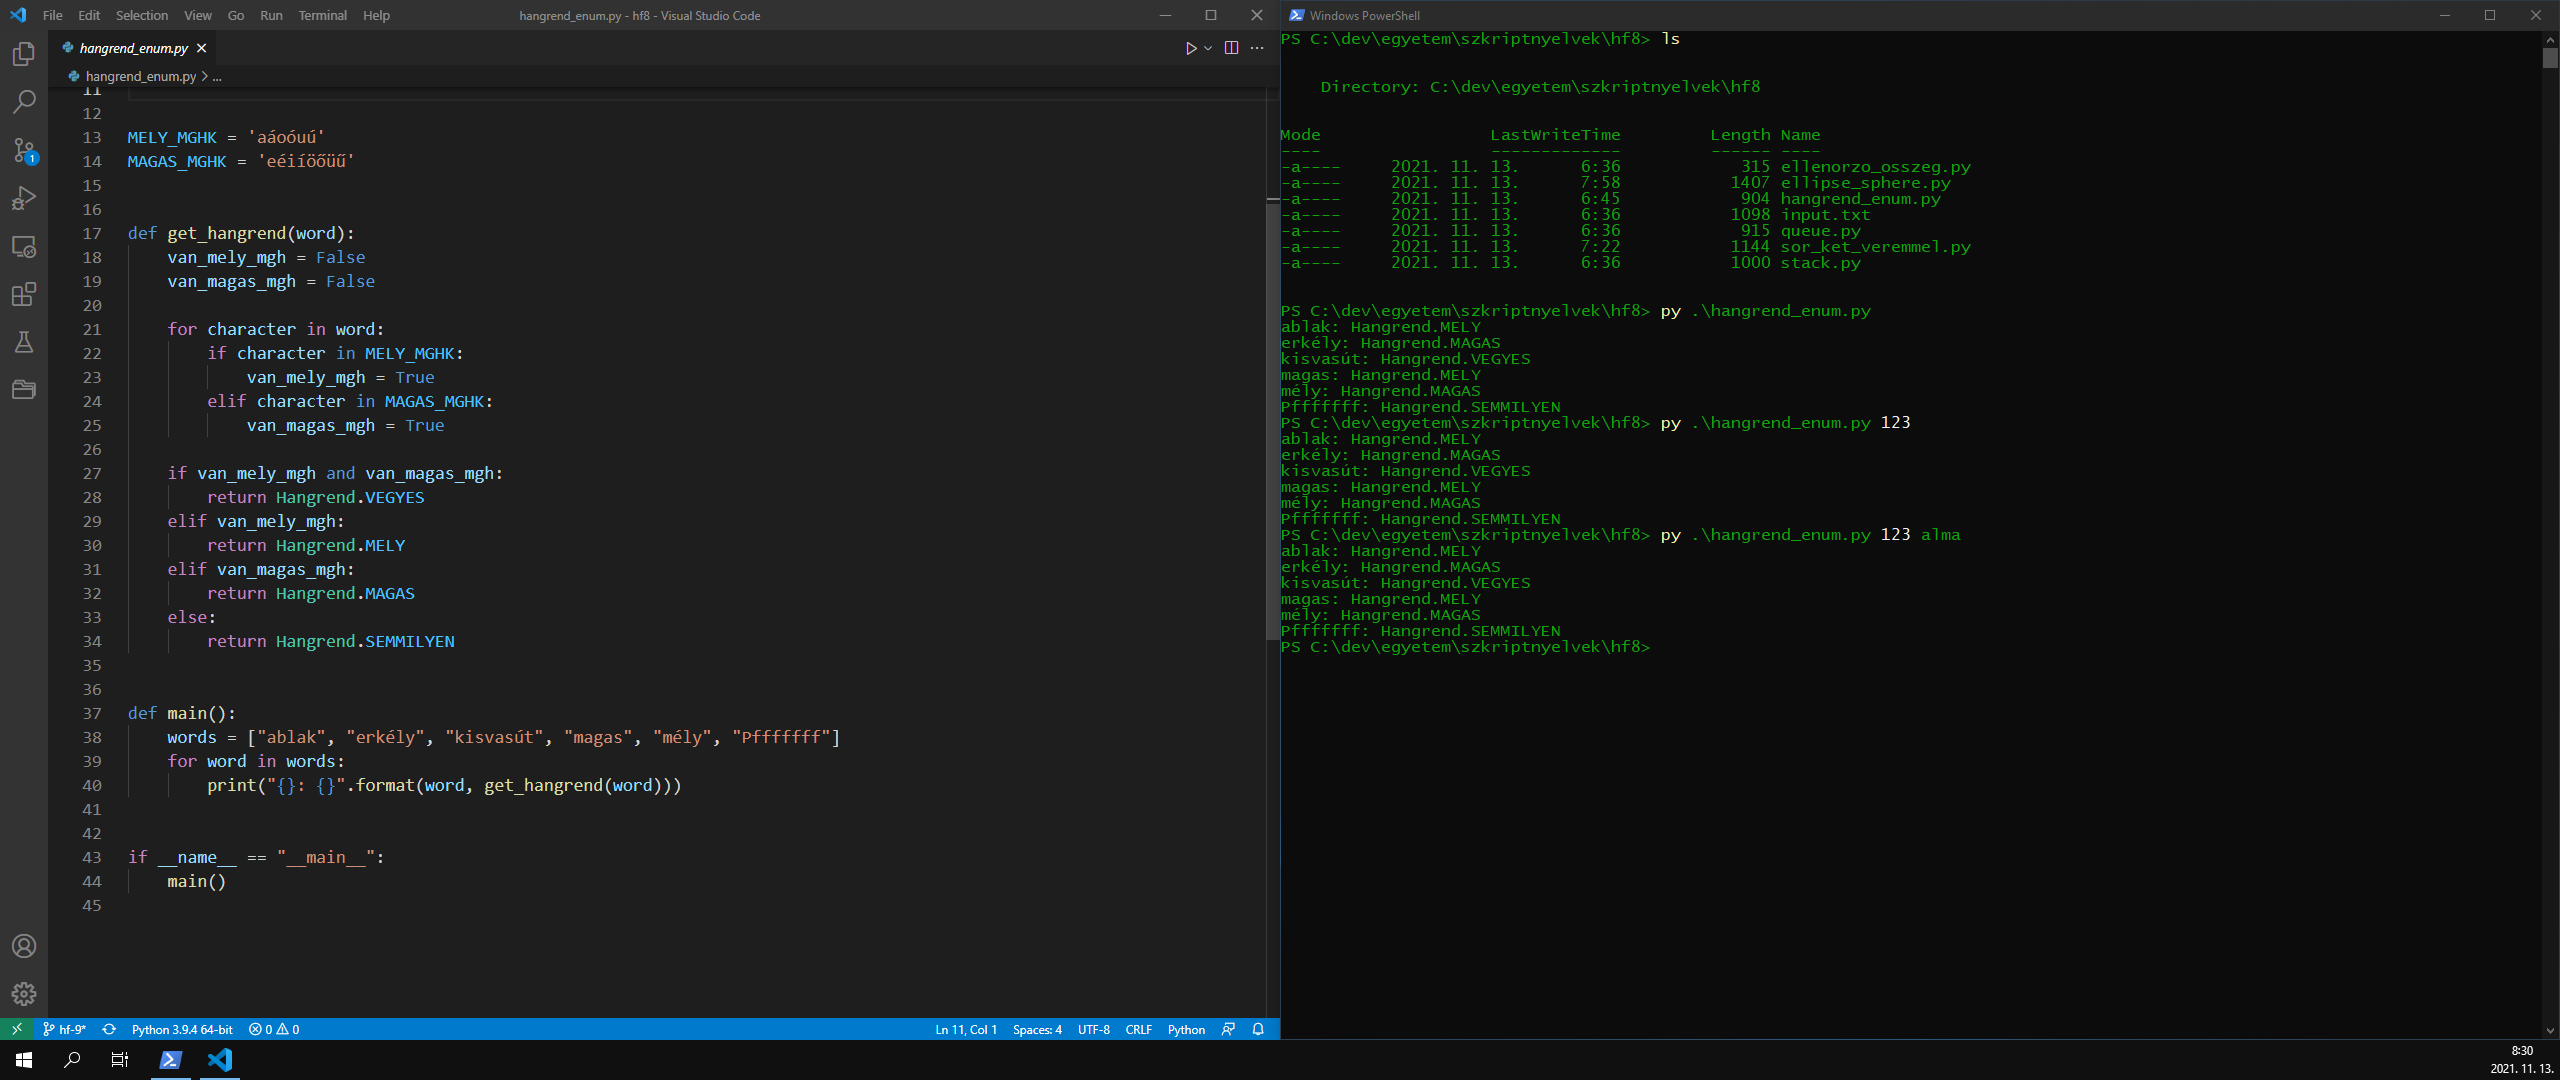 File Edit Selection View Go Run Terminal Help hangrend_enum.py - hf8 - Visual Studio Code
hangrend_enum.py
hangrend_enum.py > ...
11
12
13 MELY_MGHK = 'aáoóuú'
14 MAGAS_MGHK = 'eéiíöőüű'
15
16
17 def get_hangrend(word):
18 van_mely_mgh = False
19 van_magas_mgh = False
20
21 for character in word:
22 if character in MELY_MGHK:
23 van_mely_mgh = True
24 elif character in MAGAS_MGHK:
25 van_magas_mgh = True
26
27 if van_mely_mgh and van_magas_mgh:
28 return Hangrend.VEGYES
29 elif van_mely_mgh:
30 return Hangrend.MELY
31 elif van_magas_mgh:
32 return Hangrend.MAGAS
33 else:
34 return Hangrend.SEMMILYEN
35
36
37 def main():
38 words = ["ablak", "erkély", "kisvasút", "magas", "mély", "Pfffffff"]
39 for word in words:
40 print("{}: {}".format(word, get_hangrend(word)))
41
42
43 if __name__ == "__main__":
44 main()
45
1
hf-9* Python 3.9.4 64-bit 0 0 Ln 11, Col 1 Spaces: 4 UTF-8 CRLF Python
Windows PowerShell
PS C:\dev\egyetem\szkriptnyelvek\hf8> ls
Directory: C:\dev\egyetem\szkriptnyelvek\hf8
Mode LastWriteTime Length Name
---- ------------- ------ ----
-a---- 2021. 11. 13. 6:36 315 ellenorzo_osszeg.py
-a---- 2021. 11. 13. 7:58 1407 ellipse_sphere.py
-a---- 2021. 11. 13. 6:45 904 hangrend_enum.py
-a---- 2021. 11. 13. 6:36 1098 input.txt
-a---- 2021. 11. 13. 6:36 915 queue.py
-a---- 2021. 11. 13. 7:22 1144 sor_ket_veremmel.py
-a---- 2021. 11. 13. 6:36 1000 stack.py
PS C:\dev\egyetem\szkriptnyelvek\hf8> py .\hangrend_enum.py
ablak: Hangrend.MELY
erkély: Hangrend.MAGAS
kisvasút: Hangrend.VEGYES
magas: Hangrend.MELY
mély: Hangrend.MAGAS
Pfffffff: Hangrend.SEMMILYEN
PS C:\dev\egyetem\szkriptnyelvek\hf8> py .\hangrend_enum.py 123
ablak: Hangrend.MELY
erkély: Hangrend.MAGAS
kisvasút: Hangrend.VEGYES
magas: Hangrend.MELY
mély: Hangrend.MAGAS
Pfffffff: Hangrend.SEMMILYEN
PS C:\dev\egyetem\szkriptnyelvek\hf8> py .\hangrend_enum.py 123 alma
ablak: Hangrend.MELY
erkély: Hangrend.MAGAS
kisvasút: Hangrend.VEGYES
magas: Hangrend.MELY
mély: Hangrend.MAGAS
Pfffffff: Hangrend.SEMMILYEN
PS C:\dev\egyetem\szkriptnyelvek\hf8>
8:30
2021. 11. 13.